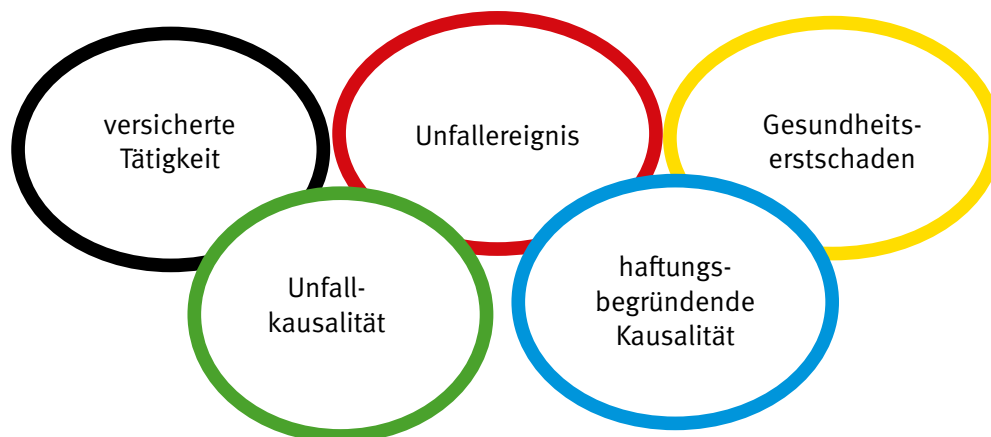 versicherte
Tätigkeit
Unfallereignis
Gesundheits-
erstschaden
Unfall-
kausalität
haftungs-
begründende
Kausalität